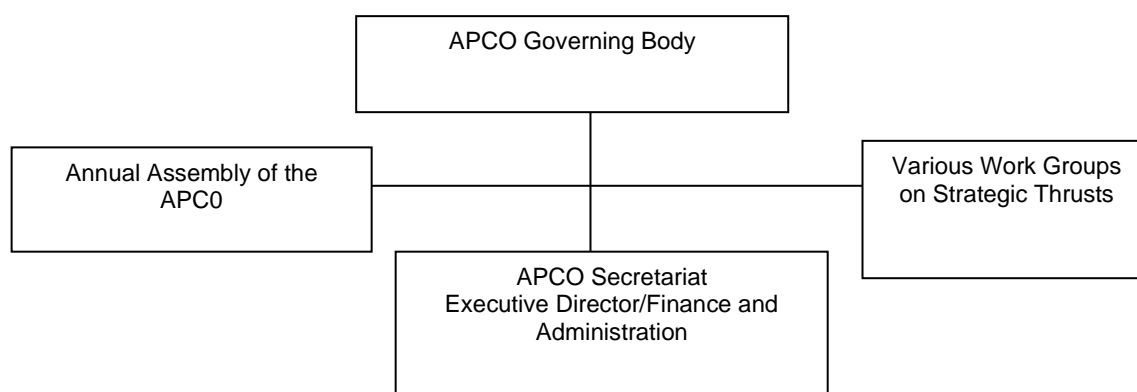 APCO Governing Body
Annual Assembly of the
APC0
Various Work Groups
on Strategic Thrusts
APCO Secretariat
Executive Director/Finance and
Administration